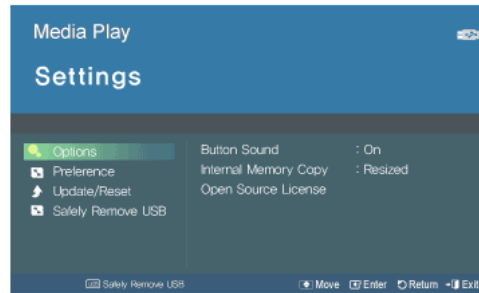 Media Play
Settings
Options
Button Sound : On
Preference
Internal Memory Copy : Resized
Update/Reset
Open Source License
Safely Remove USB
Safely Remove USB Move Enter Return Exit